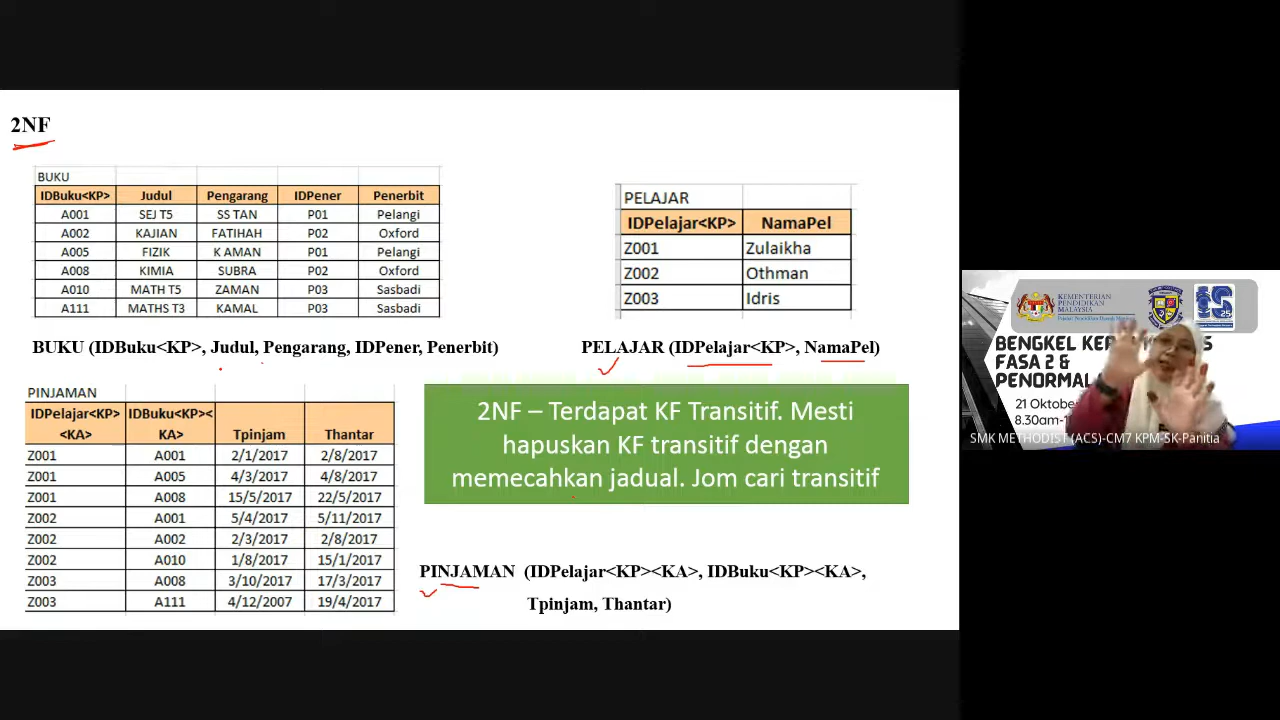 2NF
BUKU
IDBuku<KP> Judul Pengarang IDPener Penerbit
A001 SEJ T5 SS TAN P01 Pelangi
A002 KAJIAN FATIHAH P02 Oxford
A005 FIZIK K AMAN P01 Pelangi
A008 KIMIA SUBRA P02 Oxford
A010 MATH T5 ZAMAN P03 Sasbadi
A111 MATHS T3 KAMAL P03 Sasbadi
BUKU (IDBuku<KP>, Judul, Pengarang, IDPener, Penerbit)
PELAJAR
IDPelajar<KP> NamaPel
Z001 Zulaikha
Z002 Othman
Z003 Idris
PELAJAR (IDPelajar<KP>, NamaPel)
PINJAMAN
IDPelajar<KP> IDBuku<KP><
<KA> KA> Tpinjam Thantar
Z001 A001 2/1/2017 2/8/2017
Z001 A005 4/3/2017 4/8/2017
Z001 A008 15/5/2017 22/5/2017
Z002 A001 5/4/2017 5/11/2017
Z002 A002 2/3/2017 2/8/2017
Z002 A010 1/8/2017 15/1/2017
Z003 A008 3/10/2017 17/3/2017
Z003 A111 4/12/2007 19/4/2017
2NF – Terdapat KF Transitif. Mesti
hapuskan KF transitif dengan
memecahkan jadual. Jom cari transitif
PINJAMAN (IDPelajar<KP><KA>, IDBuku<KP><KA>,
Tpinjam, Thantar)
KEMENTERIAN
PENDIDIKAN
MALAYSIA
25
BENGKEL
FASA 2 &
21
8.30am-
SMK METHODIST (ACS)-CM7 KPM-SK-Panitia